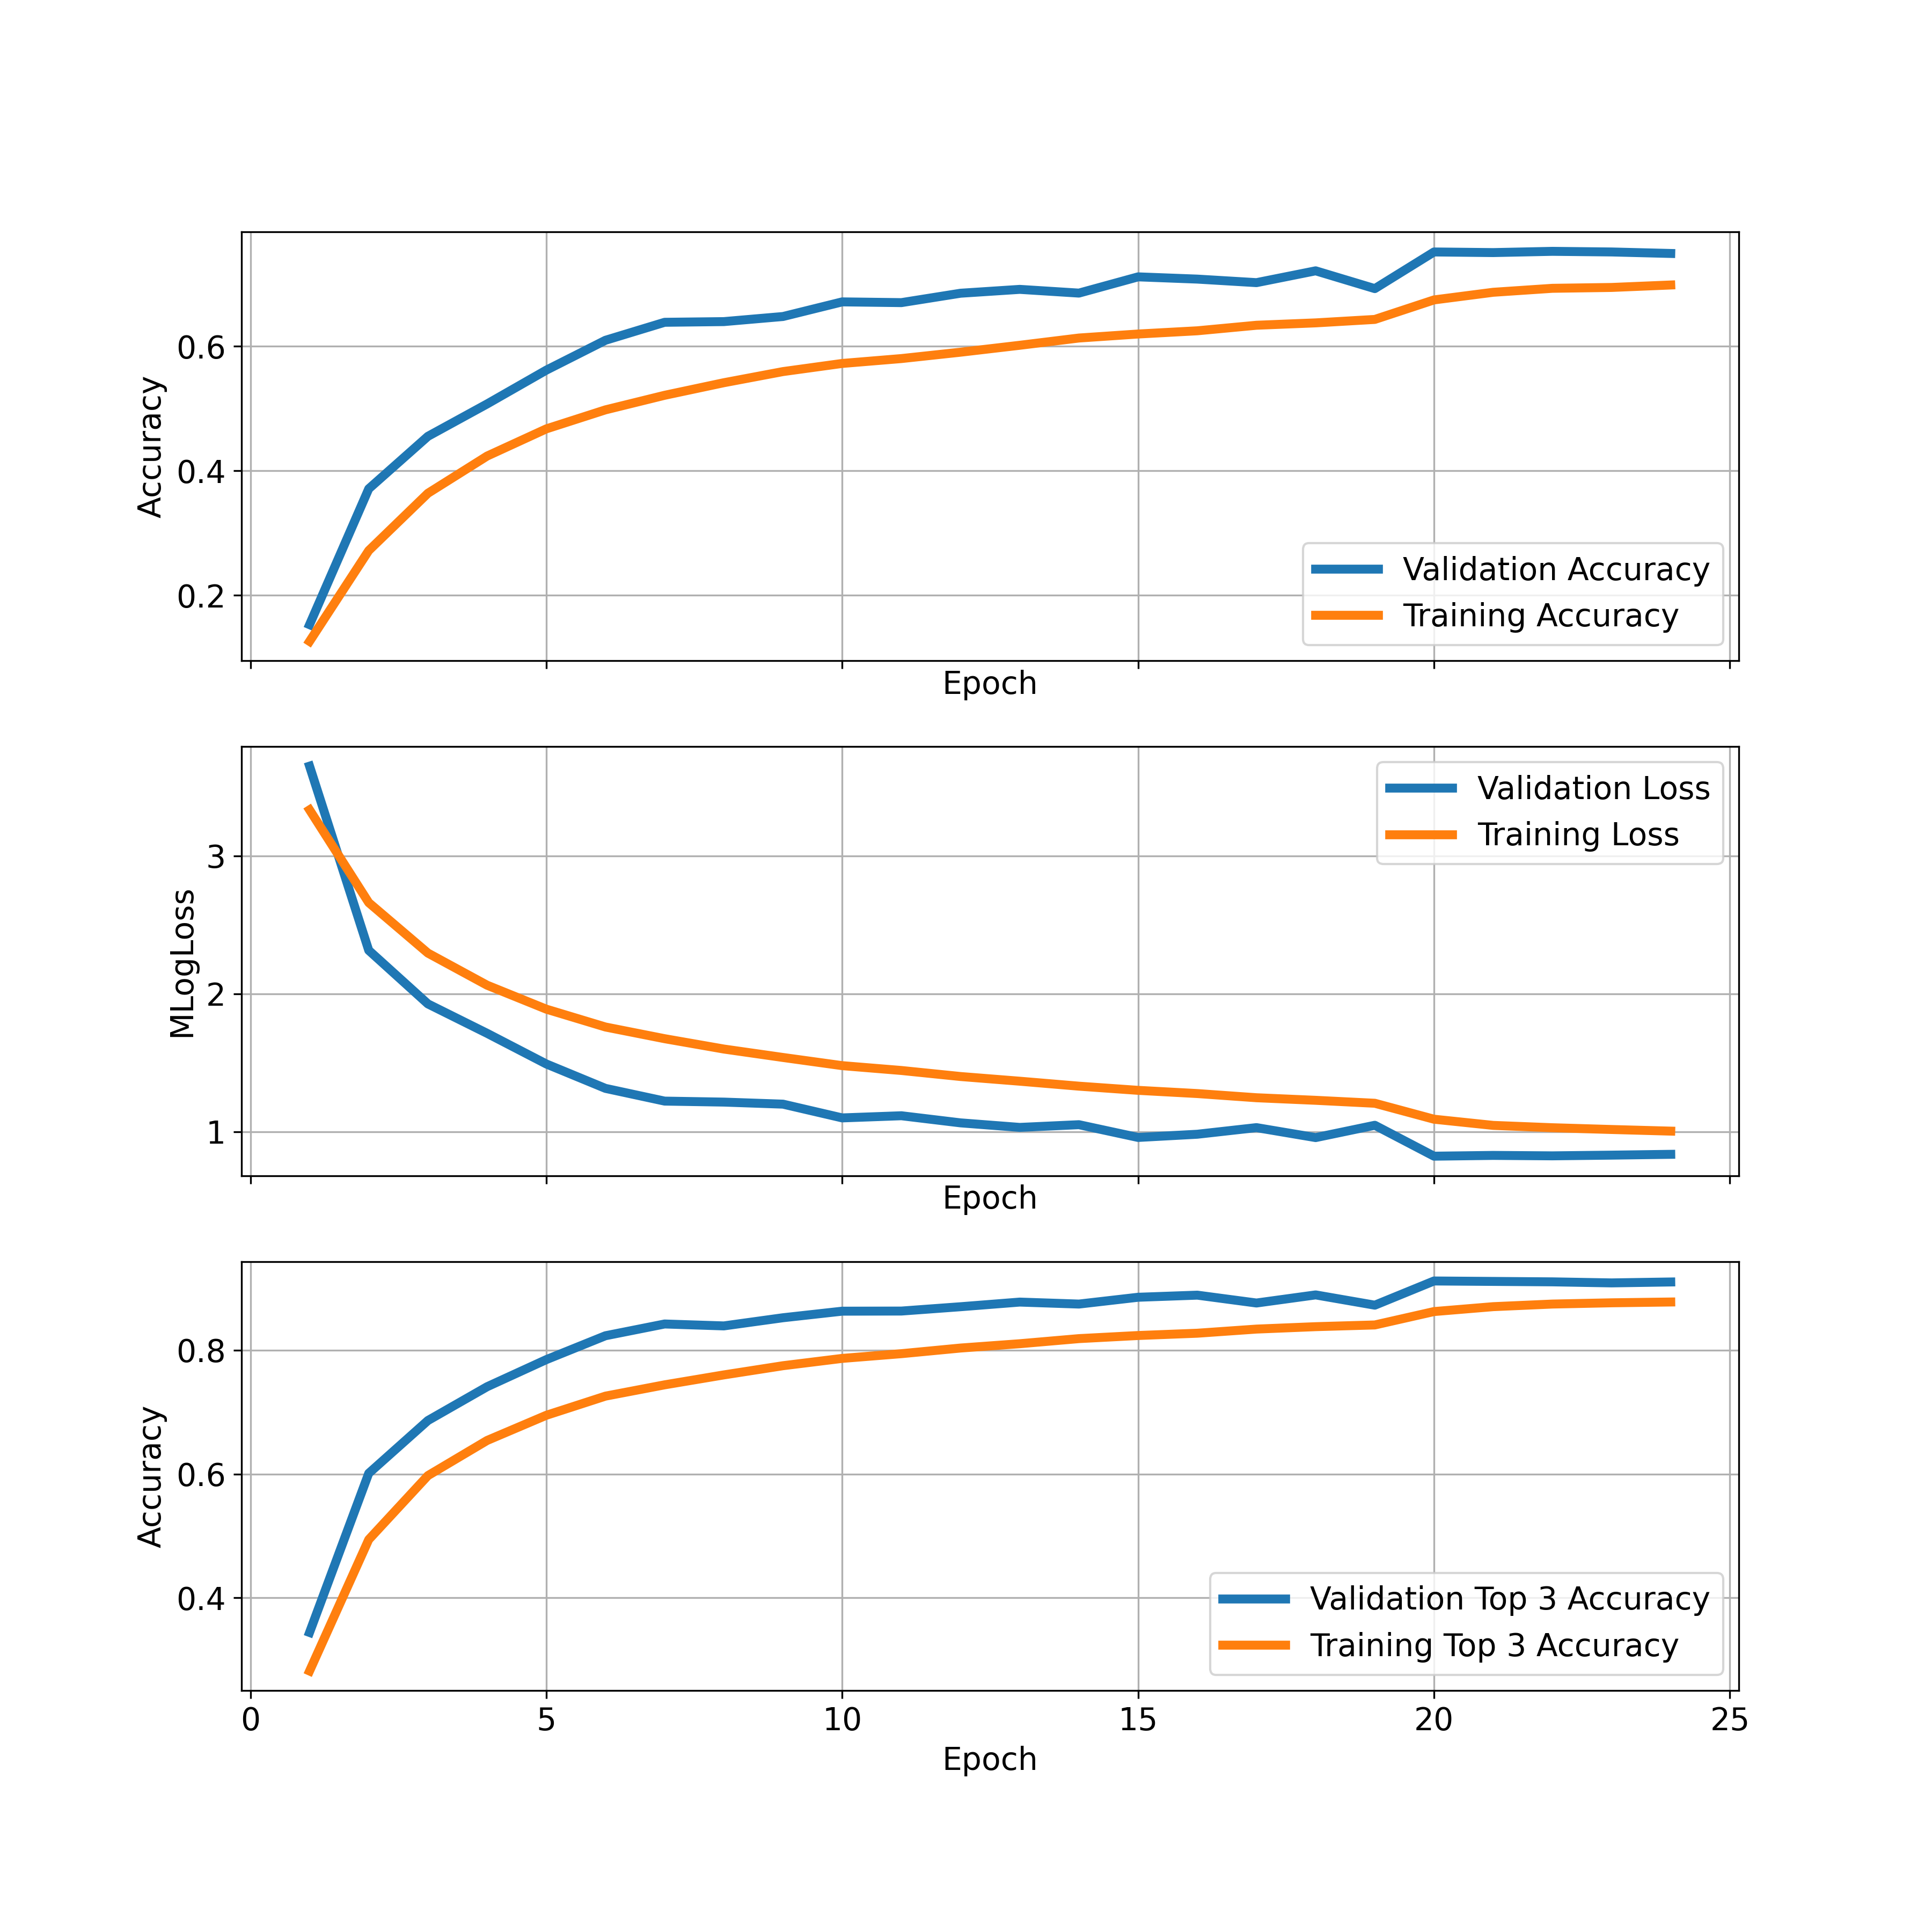 Accuracy
0.6
0.4
0.2
Validation Accuracy
Training Accuracy
Epoch
MLogLoss
3
2
1
Validation Loss
Training Loss
Epoch
Accuracy
0.8
0.6
0.4
Validation Top 3 Accuracy
Training Top 3 Accuracy
0 5 10 15 20 25
Epoch